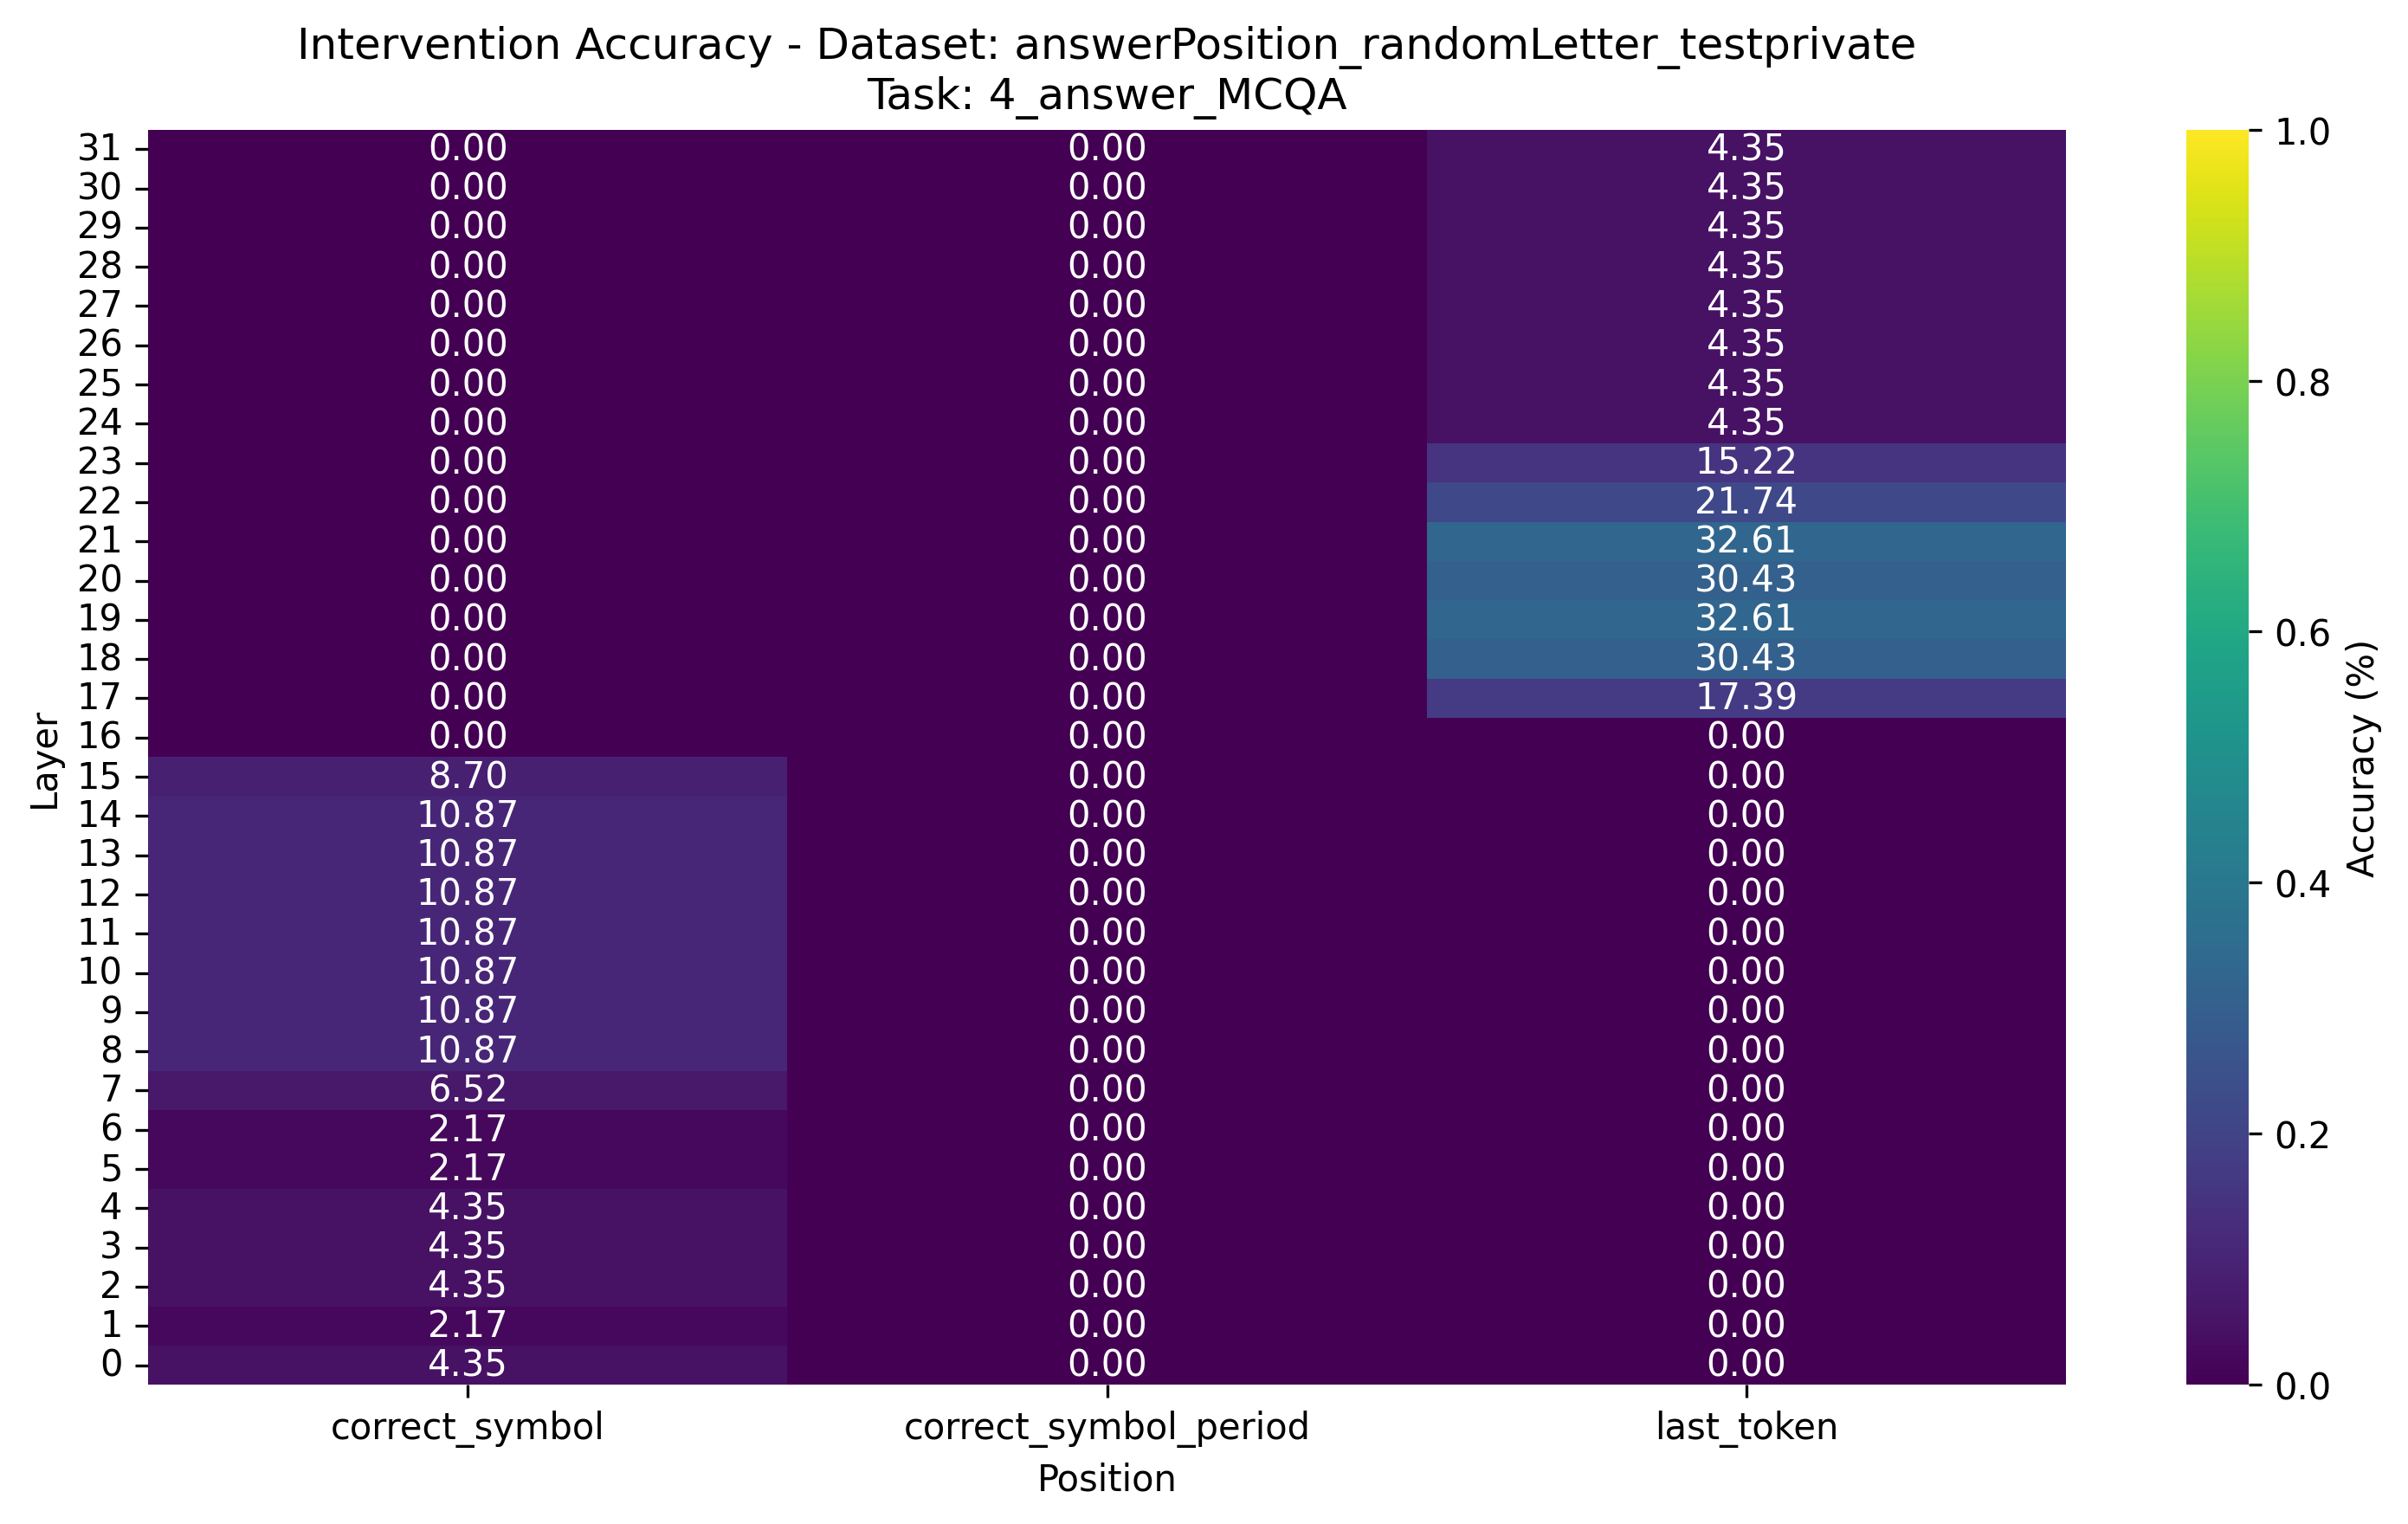 Intervention Accuracy - Dataset: answerPosition_randomLetter_testprivate
Task: 4_answer_MCQA
31 0.00 0.00 4.35
30 0.00 0.00 4.35
29 0.00 0.00 4.35
28 0.00 0.00 4.35
27 0.00 0.00 4.35
26 0.00 0.00 4.35
25 0.00 0.00 4.35
24 0.00 0.00 4.35
23 0.00 0.00 15.22
22 0.00 0.00 21.74
21 0.00 0.00 32.61
20 0.00 0.00 30.43
19 0.00 0.00 32.61
18 0.00 0.00 30.43
17 0.00 0.00 17.39
16 0.00 0.00 0.00
15 8.70 0.00 0.00
14 10.87 0.00 0.00
13 10.87 0.00 0.00
12 10.87 0.00 0.00
11 10.87 0.00 0.00
10 10.87 0.00 0.00
9 10.87 0.00 0.00
8 10.87 0.00 0.00
7 6.52 0.00 0.00
6 2.17 0.00 0.00
5 2.17 0.00 0.00
4 4.35 0.00 0.00
3 4.35 0.00 0.00
2 4.35 0.00 0.00
1 2.17 0.00 0.00
0 4.35 0.00 0.00
Layer
correct_symbol correct_symbol_period last_token
Position
1.0
0.8
0.6
0.4
0.2
0.0
Accuracy (%)